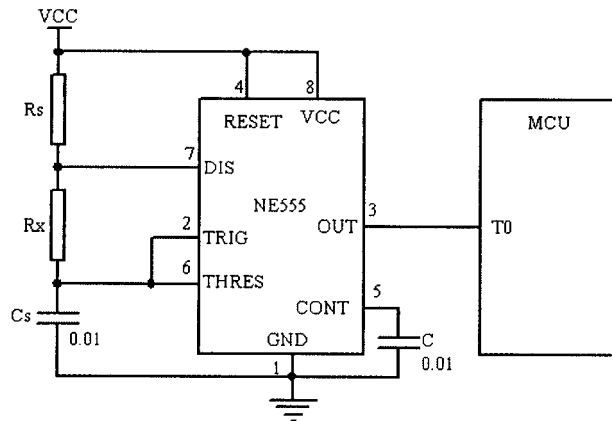 VCC
4
8
Rs
RESET
VCC
MCU
7
DIS
NE555
3
Rx
2
TRIG
OUT
T0
6
THRES
5
CONT
Cs
0.01
GND
C
0.01
1